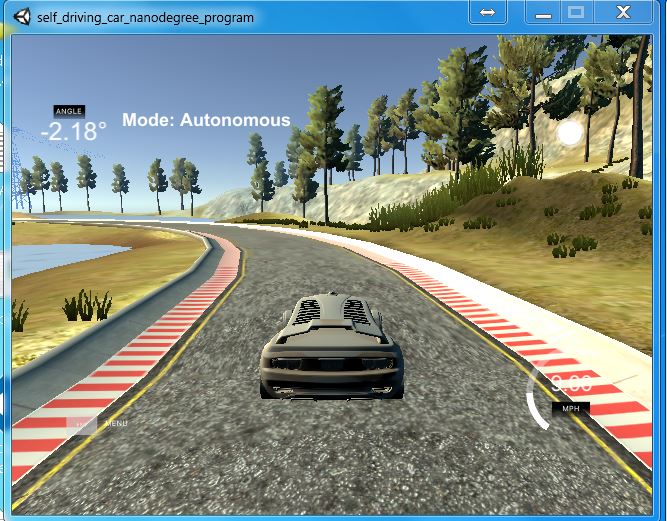 self_driving_car_nanodegree_program
ANGLE
-2.18°
Mode: Autonomous
MPH
MENU